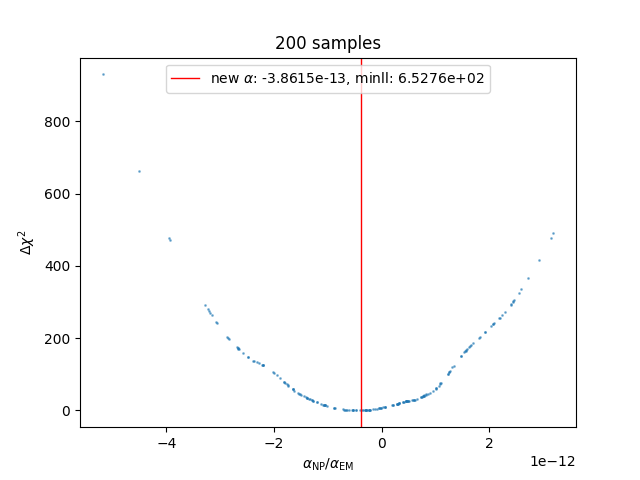 200 samples
new α: -3.8615e-13, minll: 6.5276e+02
Δχ²
800
600
400
200
0
−4 −2 0 2
1e−12
α_NP/α_EM